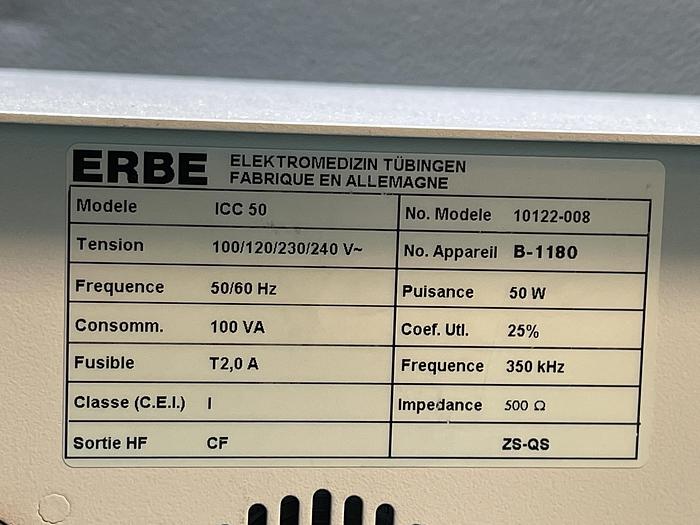 ERBE ELEKTROMEDIZIN TÜBINGEN
FABRIQUE EN ALLEMAGNE
Modele ICC 50 No. Modele 10122-008
Tension 100/120/230/240 V~ No. Appareil B-1180
Frequence 50/60 Hz Puisance 50 W
Consomm. 100 VA Coef. Utl. 25%
Fusible T2,0 A Frequence 350 kHz
Classe (C.E.I.) I Impedance 500 Ω
Sortie HF CF ZS-QS